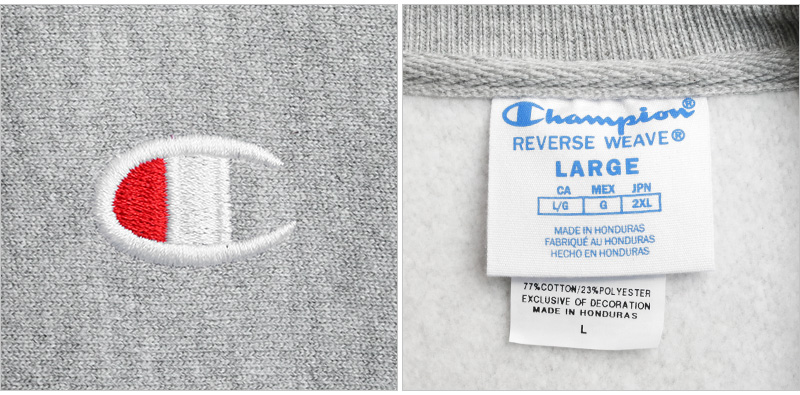 Champion®
REVERSE WEAVE®
LARGE
CA MEX JPN
L/G G 2XL
MADE IN HONDURAS
FABRIQUÉ AU HONDURAS
HECHO EN HONDURAS
77%COTTON/23%POLYESTER
EXCLUSIVE OF DECORATION
MADE IN HONDURAS
L